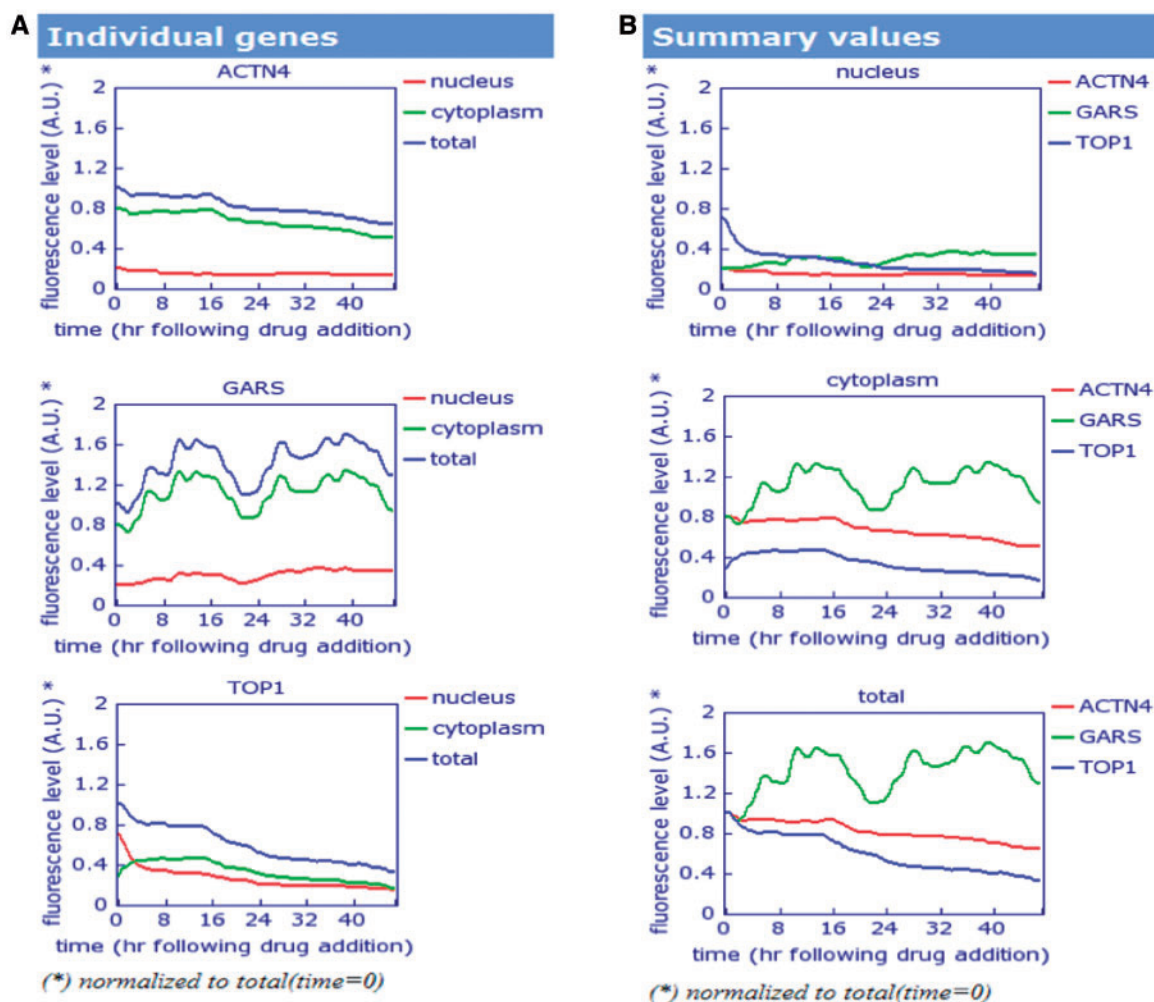 A
Individual genes
ACTN4
fluorescence level (A.U.) *
2
1.6
1.2
0.8
0.4
0
0 8 16 24 32 40
time (hr following drug addition)
nucleus
cytoplasm
total
GARS
fluorescence level (A.U.) *
2
1.6
1.2
0.8
0.4
0
0 8 16 24 32 40
time (hr following drug addition)
nucleus
cytoplasm
total
TOP1
fluorescence level (A.U.) *
2
1.6
1.2
0.8
0.4
0
0 8 16 24 32 40
time (hr following drug addition)
nucleus
cytoplasm
total
(*) normalized to total(time=0)
B
Summary values
nucleus
fluorescence level (A.U.) *
2
1.6
1.2
0.8
0.4
0
0 8 16 24 32 40
time (hr following drug addition)
ACTN4
GARS
TOP1
cytoplasm
fluorescence level (A.U.) *
2
1.6
1.2
0.8
0.4
0
0 8 16 24 32 40
time (hr following drug addition)
ACTN4
GARS
TOP1
total
fluorescence level (A.U.) *
2
1.6
1.2
0.8
0.4
0
0 8 16 24 32 40
time (hr following drug addition)
ACTN4
GARS
TOP1
(*) normalized to total(time=0)